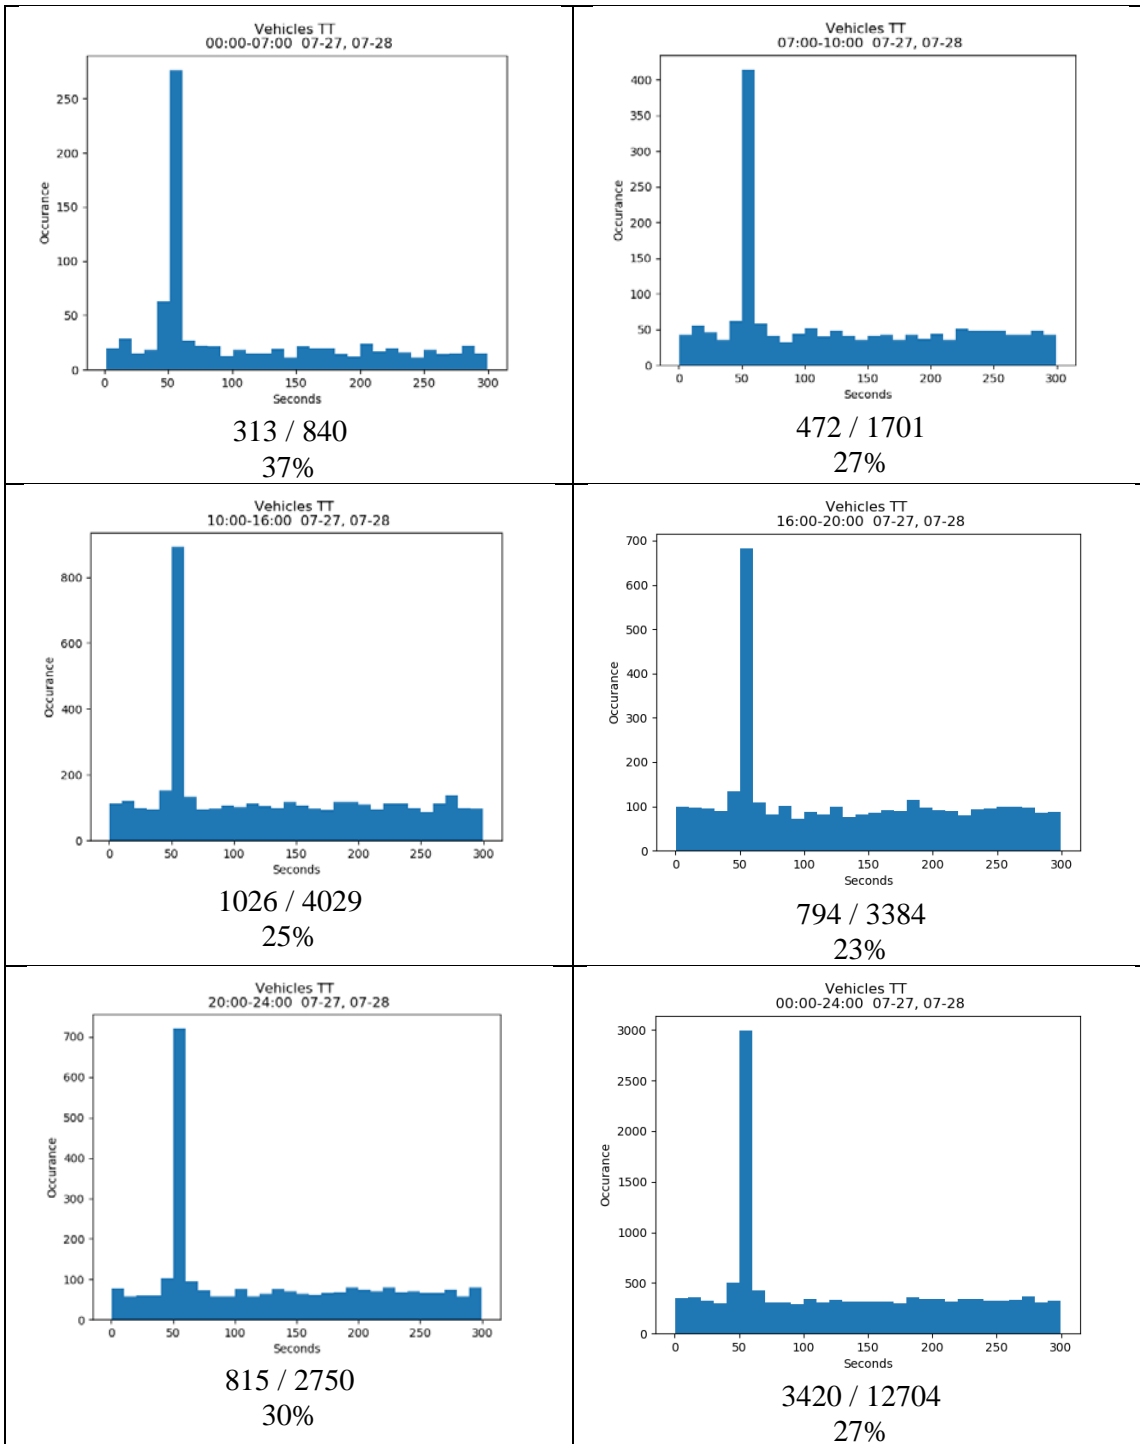 Vehicles TT
00:00-07:00 07-27, 07-28
250
200
150
100
50
0
Occurance
0 50 100 150 200 250 300
Seconds
313 / 840
37%
Vehicles TT
07:00-10:00 07-27, 07-28
400
350
300
250
200
150
100
50
0
Occurance
0 50 100 150 200 250 300
Seconds
472 / 1701
27%
Vehicles TT
10:00-16:00 07-27, 07-28
800
600
400
200
0
Occurance
0 50 100 150 200 250 300
Seconds
1026 / 4029
25%
Vehicles TT
16:00-20:00 07-27, 07-28
700
600
500
400
300
200
100
0
Occurance
0 50 100 150 200 250 300
Seconds
794 / 3384
23%
Vehicles TT
20:00-24:00 07-27, 07-28
700
600
500
400
300
200
100
0
Occurance
0 50 100 150 200 250 300
Seconds
815 / 2750
30%
Vehicles TT
00:00-24:00 07-27, 07-28
3000
2500
2000
1500
1000
500
0
Occurance
0 50 100 150 200 250 300
Seconds
3420 / 12704
27%